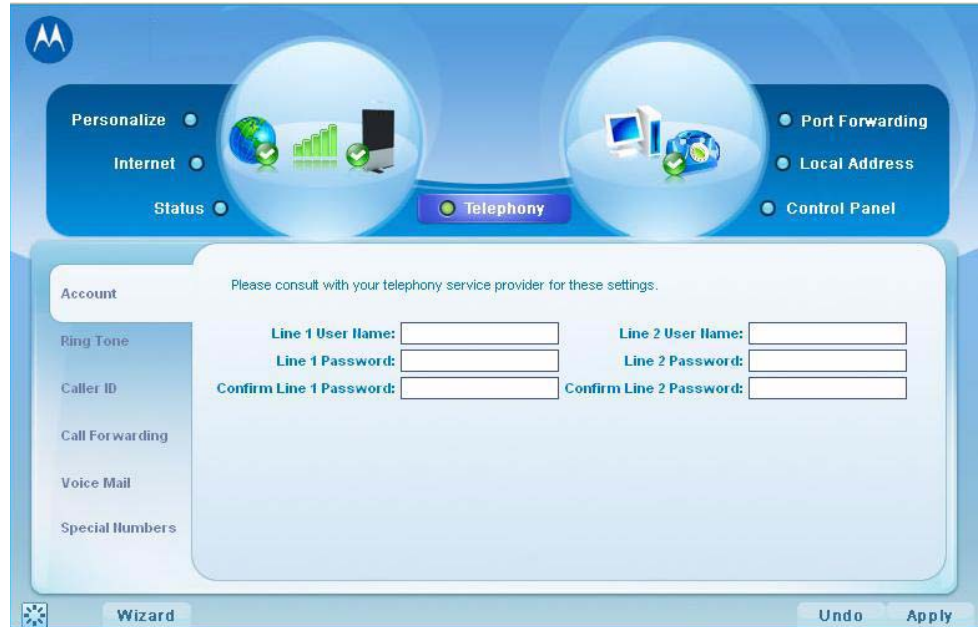 Personalize
Internet
Status
Telephony
Port Forwarding
Local Address
Control Panel
Account
Ring Tone
Caller ID
Call Forwarding
Voice Mail
Special Numbers
Please consult with your telephony service provider for these settings.
Line 1 User Name:
Line 2 User Name:
Line 1 Password:
Line 2 Password:
Confirm Line 1 Password:
Confirm Line 2 Password:
Wizard
Undo
Apply